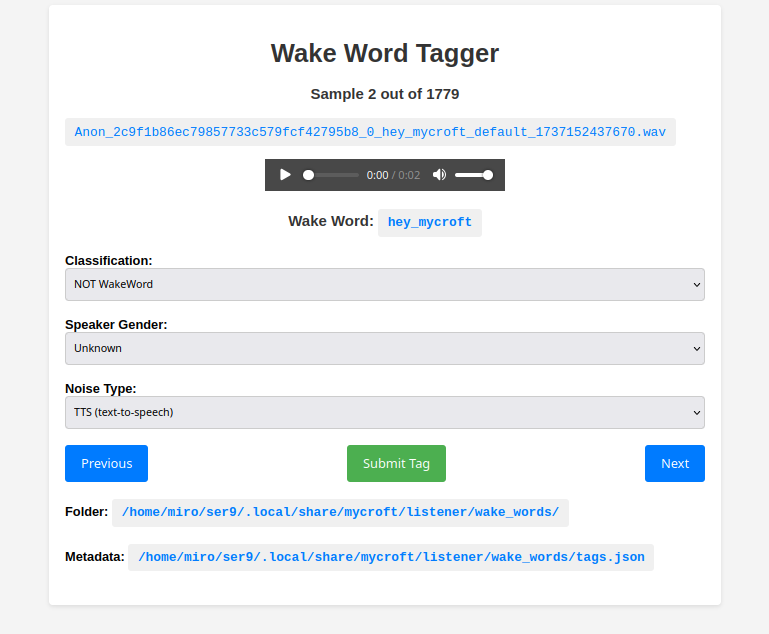 Wake Word Tagger
Sample 2 out of 1779
Anon_2c9f1b86ec79857733c579fcf42795b8_0_hey_mycroft_default_1737152437670.wav
0:00 / 0:02
Wake Word: hey_mycroft
Classification:
NOT WakeWord
Speaker Gender:
Unknown
Noise Type:
TTS (text-to-speech)
Previous Submit Tag Next
Folder: /home/miro/ser9/.local/share/mycroft/listener/wake_words/
Metadata: /home/miro/ser9/.local/share/mycroft/listener/wake_words/tags.json